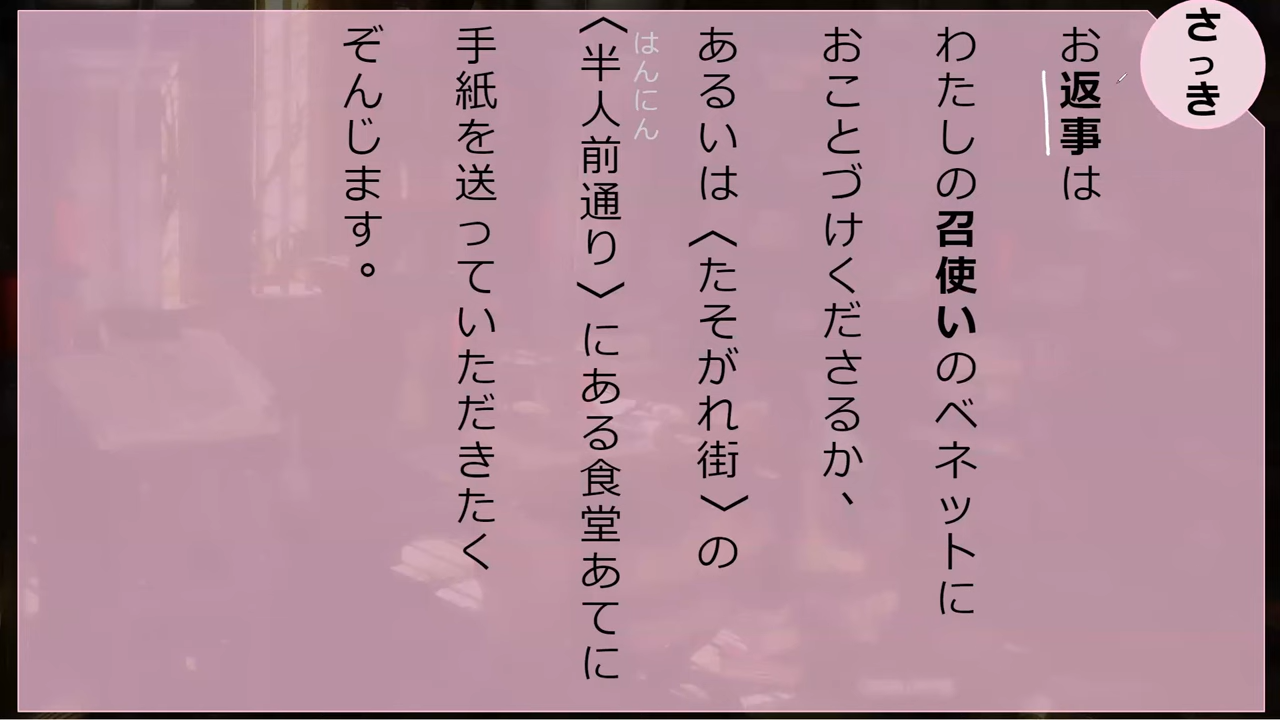 さっき
お返事は
わたしの召使いのベネットに
おことづけくださるか、
あるいは〈たそがれ街〉の
はんにん
〈半人前通り〉にある食堂あてに
手紙を送っていただきたく
ぞんじます。